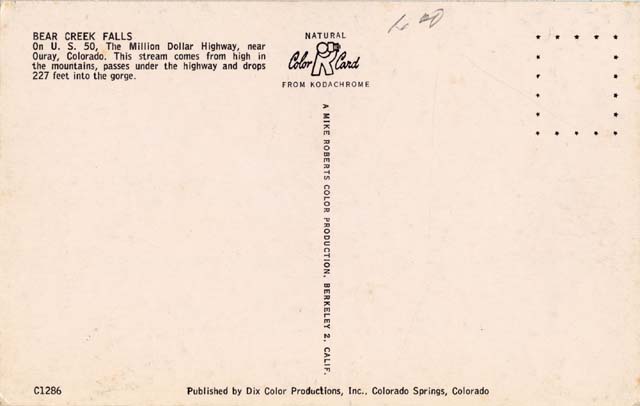 BEAR CREEK FALLS
On U. S. 50, The Million Dollar Highway, near
Ouray, Colorado. This stream comes from high in
the mountains, passes under the highway and drops
227 feet into the gorge.
NATURAL
Color Card
FROM KODACHROME
A MIKE ROBERTS COLOR PRODUCTION, BERKELEY 2, CALIF.
C1286
Published by Dix Color Productions, Inc., Colorado Springs, Colorado